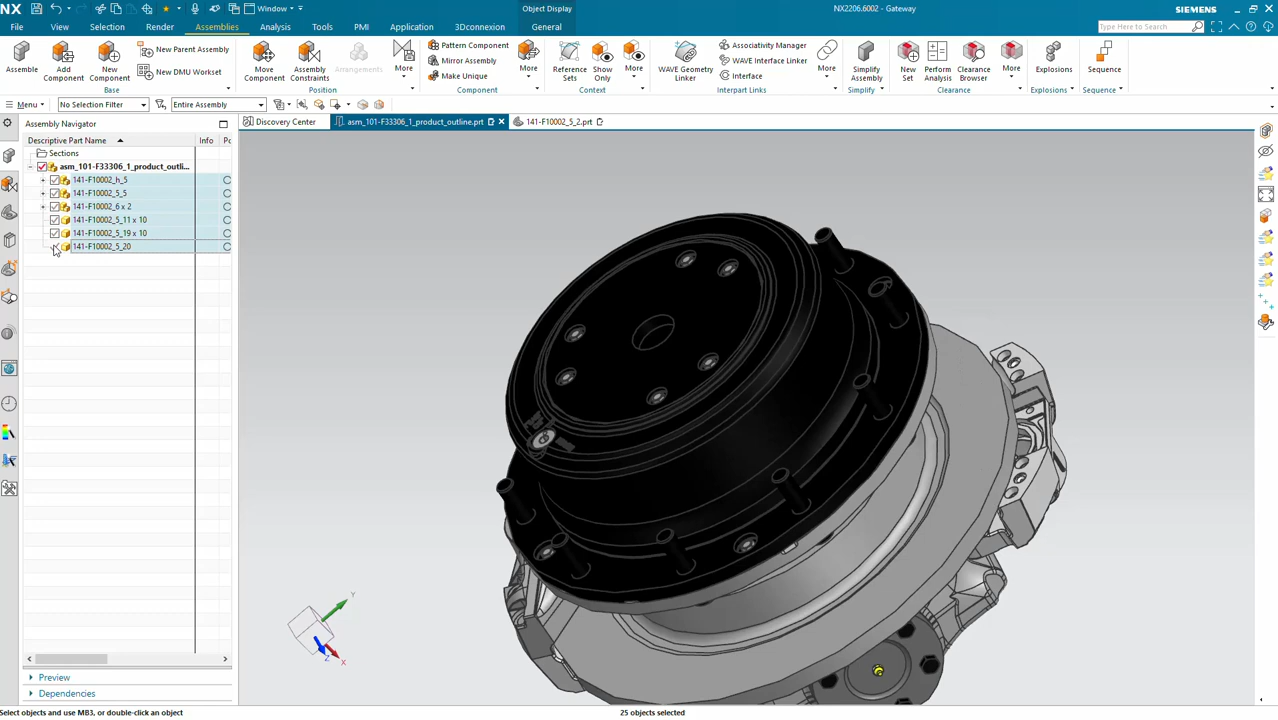 NX
Window
Object Display
NX2206.6002 - Gateway
SIEMENS
File
View
Selection
Render
Assemblies
Analysis
Tools
PMI
Application
3Dconnexion
General
Type Here to Search
Assemble
Add Component
New Component
New Parent Assembly
New DMU Workset
Base
Move Component
Assembly Constraints
Arrangements
More
Position
Pattern Component
Mirror Assembly
Make Unique
More
Component
Reference Sets
Show Only
More
Context
WAVE Geometry Linker
Associativity Manager
WAVE Interface Linker
Interface
More
Interpart Links
Simplify Assembly
Simplify
New Set
Perform Analysis
Clearance Browser
More
Clearance
Explosions
Explosions
Sequence
Sequence
Menu
No Selection Filter
Entire Assembly
Assembly Navigator
Discovery Center
asm_101-F33306_1_product_outline.prt
141-F10002_5_2.prt
Descriptive Part Name
Info
Sections
asm_101-F33306_1_product_outli...
141-F10002_h_5
141-F10002_5_5
141-F10002_6 x 2
141-F10002_5_11 x 10
141-F10002_5_19 x 10
141-F10002_5_20
Y
Z
X
Preview
Dependencies
Select objects and use MB3, or double-click an object
25 objects selected